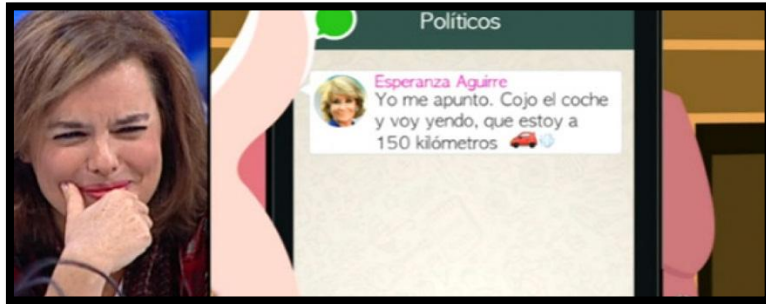 Políticos
Esperanza Aguirre
Yo me apunto. Cojo el coche
y voy yendo, que estoy a
150 kilómetros